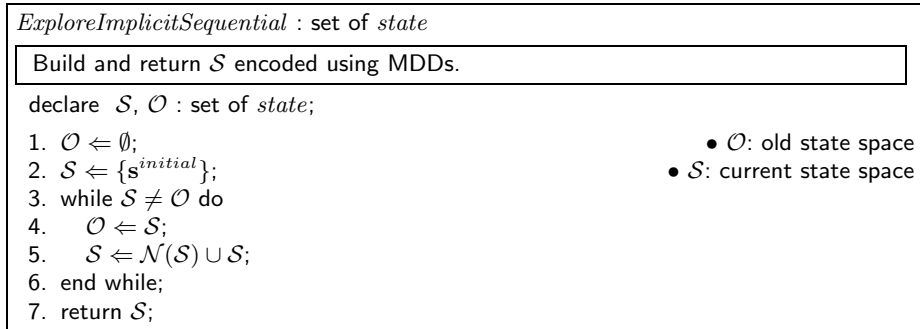 ExploreImplicitSequential : set of state
Build and return 𝒮 encoded using MDDs.
declare 𝒮, 𝒪 : set of state;
1. 𝒪 ⇐ ∅; • 𝒪: old state space
2. 𝒮 ⇐ {s^initial}; • 𝒮: current state space
3. while 𝒮 ≠ 𝒪 do
4. 𝒪 ⇐ 𝒮;
5. 𝒮 ⇐ 𝒩(𝒮) ∪ 𝒮;
6. end while;
7. return 𝒮;